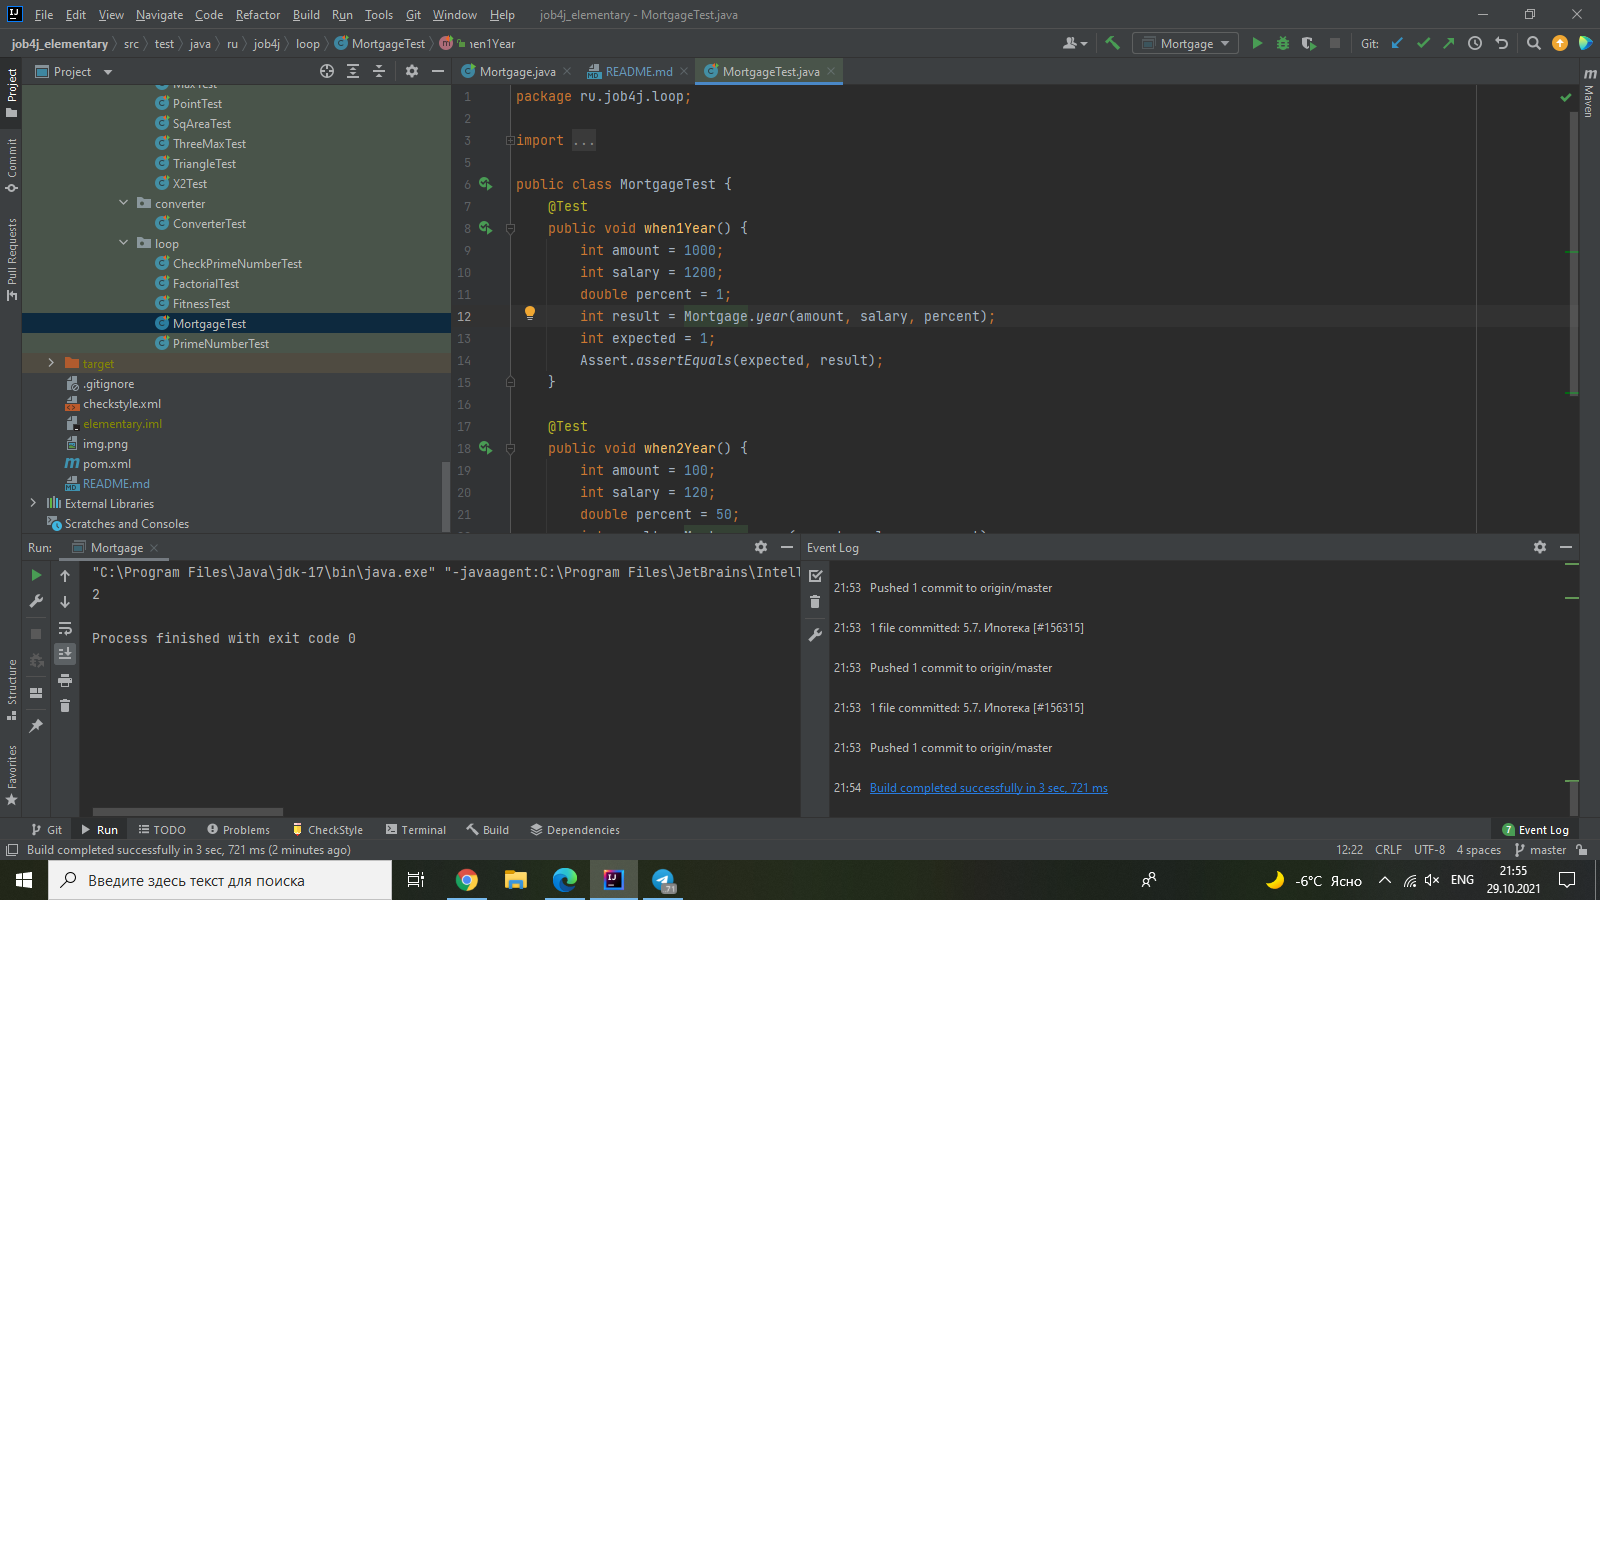 File Edit View Navigate Code Refactor Build Run Tools Git Window Help job4j_elementary - MortgageTest.java
job4j_elementary src test java ru job4j loop MortgageTest when1Year Mortgage Git:
Project
Mortgage.java README.md MortgageTest.java
Project
Commit
Pull Requests
Structure
Favorites
Maven
MaxTest
PointTest
SqAreaTest
ThreeMaxTest
TriangleTest
X2Test
converter
ConverterTest
loop
CheckPrimeNumberTest
FactorialTest
FitnessTest
MortgageTest
PrimeNumberTest
target
.gitignore
checkstyle.xml
elementary.iml
img.png
pom.xml
README.md
External Libraries
Scratches and Consoles
1 package ru.job4j.loop;
2
3 import ...
5
6 public class MortgageTest {
7 @Test
8 public void when1Year() {
9 int amount = 1000;
10 int salary = 1200;
11 double percent = 1;
12 int result = Mortgage.year(amount, salary, percent);
13 int expected = 1;
14 Assert.assertEquals(expected, result);
15 }
16
17 @Test
18 public void when2Year() {
19 int amount = 100;
20 int salary = 120;
21 double percent = 50;
Run: Mortgage
"C:\Program Files\Java\jdk-17\bin\java.exe" "-javaagent:C:\Program Files\JetBrains\Intel
2
Process finished with exit code 0
Event Log
21:53 Pushed 1 commit to origin/master
21:53 1 file committed: 5.7. Ипотека [#156315]
21:53 Pushed 1 commit to origin/master
21:53 1 file committed: 5.7. Ипотека [#156315]
21:53 Pushed 1 commit to origin/master
21:54 Build completed successfully in 3 sec, 721 ms
Git Run TODO Problems CheckStyle Terminal Build Dependencies 7 Event Log
Build completed successfully in 3 sec, 721 ms (2 minutes ago) 12:22 CRLF UTF-8 4 spaces master
Введите здесь текст для поиска 71 -6°C Ясно ENG 21:55
29.10.2021